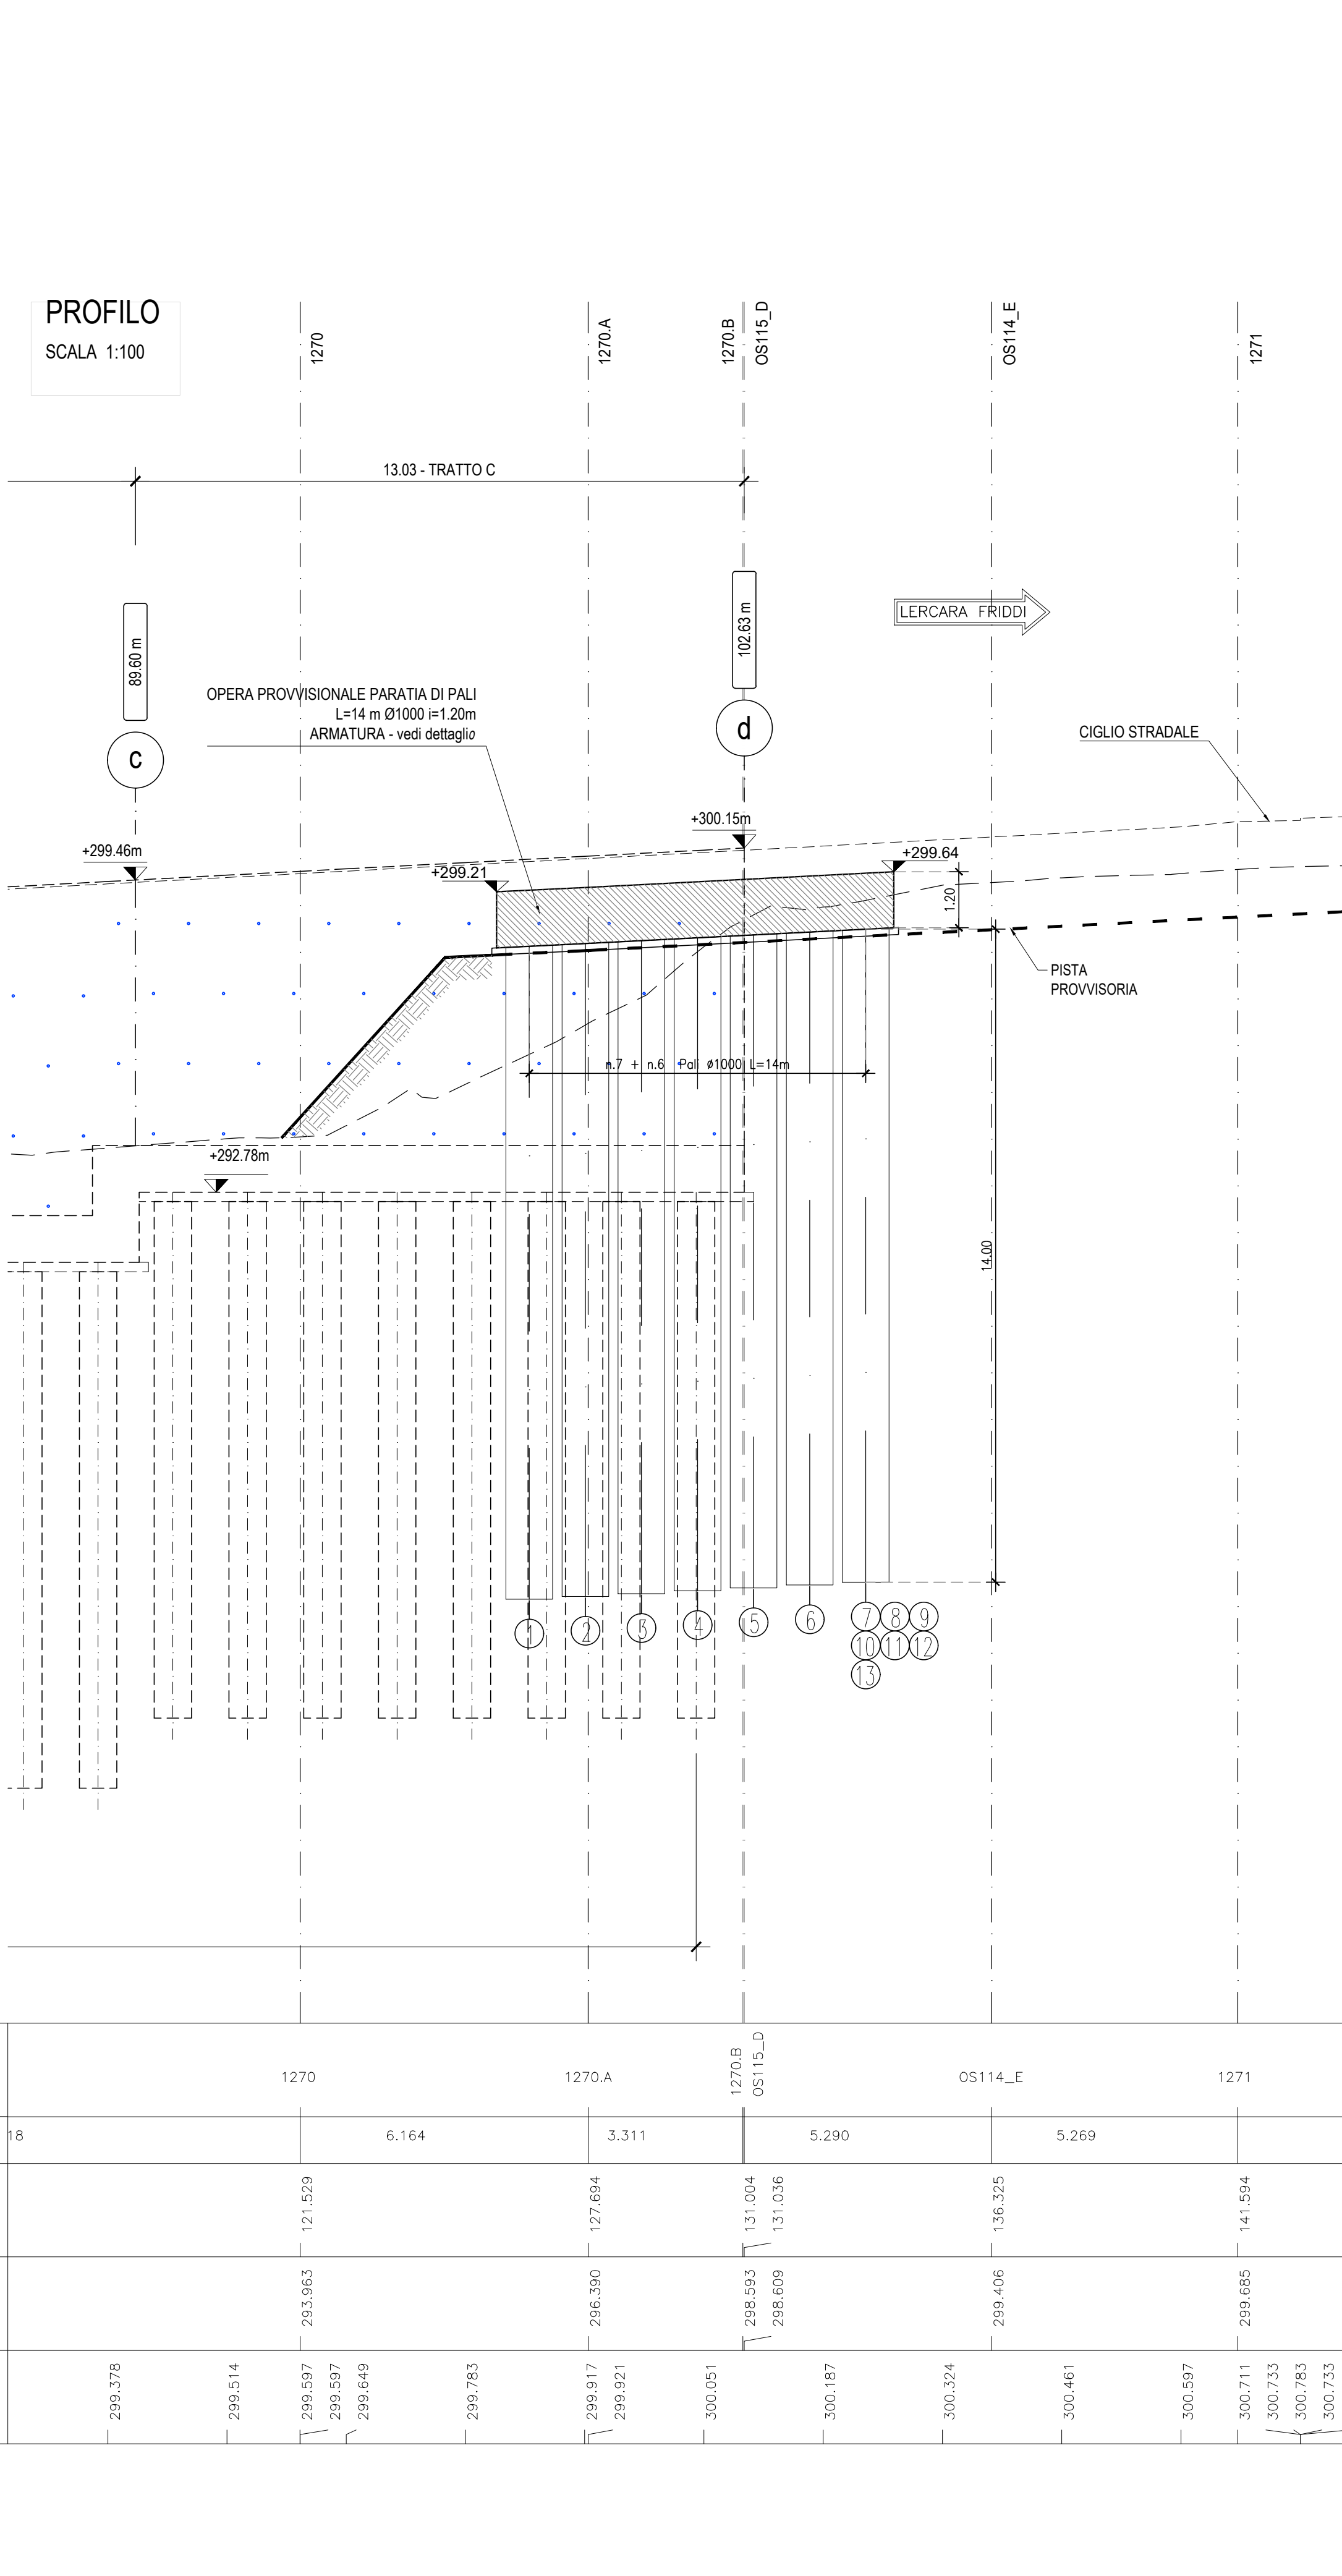 PROFILO
SCALA 1:100
1270
1270.A
1270.B
OS115_D
OS114_E
1271
13.03 - TRATTO C
89.60 m
102.63 m
LERCARA FRIDDI
OPERA PROVVISIONALE PARATIA DI PALI
L=14 m Ø1000 i=1.20m
ARMATURA - vedi dettaglio
c
d
CIGLIO STRADALE
+300.15m
+299.46m
+299.21
+299.64
1.20
PISTA
PROVVISORIA
n.7 + n.6 Pali ø1000 L=14m
+292.78m
14.00
1 2 3 4 5 6 7 8 9
10 11 12
13
1270 1270.A 1270.B OS115_D OS114_E 1271
18 6.164 3.311 5.290 5.269
121.529 127.694 131.004 131.036 136.325 141.594
293.963 296.390 298.593 298.609 299.406 299.685
299.378 299.514 299.597 299.597 299.649 299.783 299.917 299.921 300.051 300.187 300.324 300.461 300.597 300.711 300.733 300.783 300.733